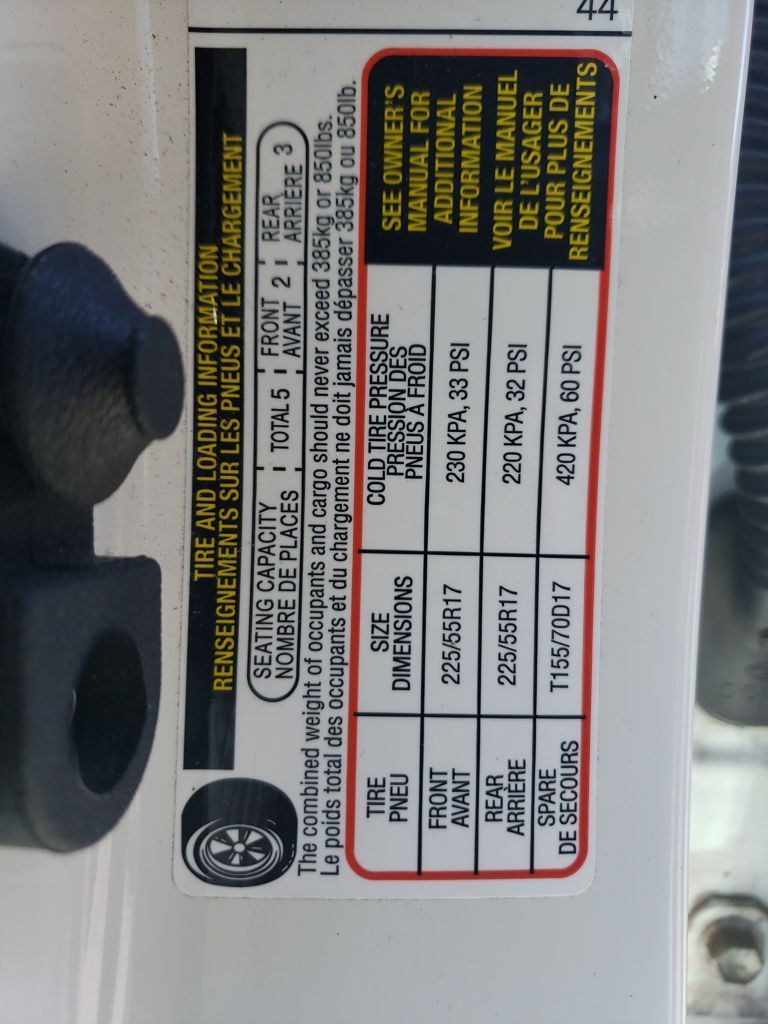 44
TIRE AND LOADING INFORMATION
RENSEIGNEMENTS SUR LES PNEUS ET LE CHARGEMENT
SEATING CAPACITY
NOMBRE DE PLACES
TOTAL 5
FRONT
AVANT 2
REAR
ARRIÈRE 3
The combined weight of occupants and cargo should never exceed 385kg or 850lbs.
Le poids total des occupants et du chargement ne doit jamais dépasser 385kg ou 850lb.
TIRE
PNEU
SIZE
DIMENSIONS
COLD TIRE PRESSURE
PRESSION DES
PNEUS A FROID
FRONT
AVANT
225/55R17
230 KPA, 33 PSI
REAR
ARRIÈRE
225/55R17
220 KPA, 32 PSI
SPARE
DE SECOURS
T155/70D17
420 KPA, 60 PSI
SEE OWNER'S
MANUAL FOR
ADDITIONAL
INFORMATION
VOIR LE MANUEL
DE L'USAGER
POUR PLUS DE
RENSEIGNEMENTS